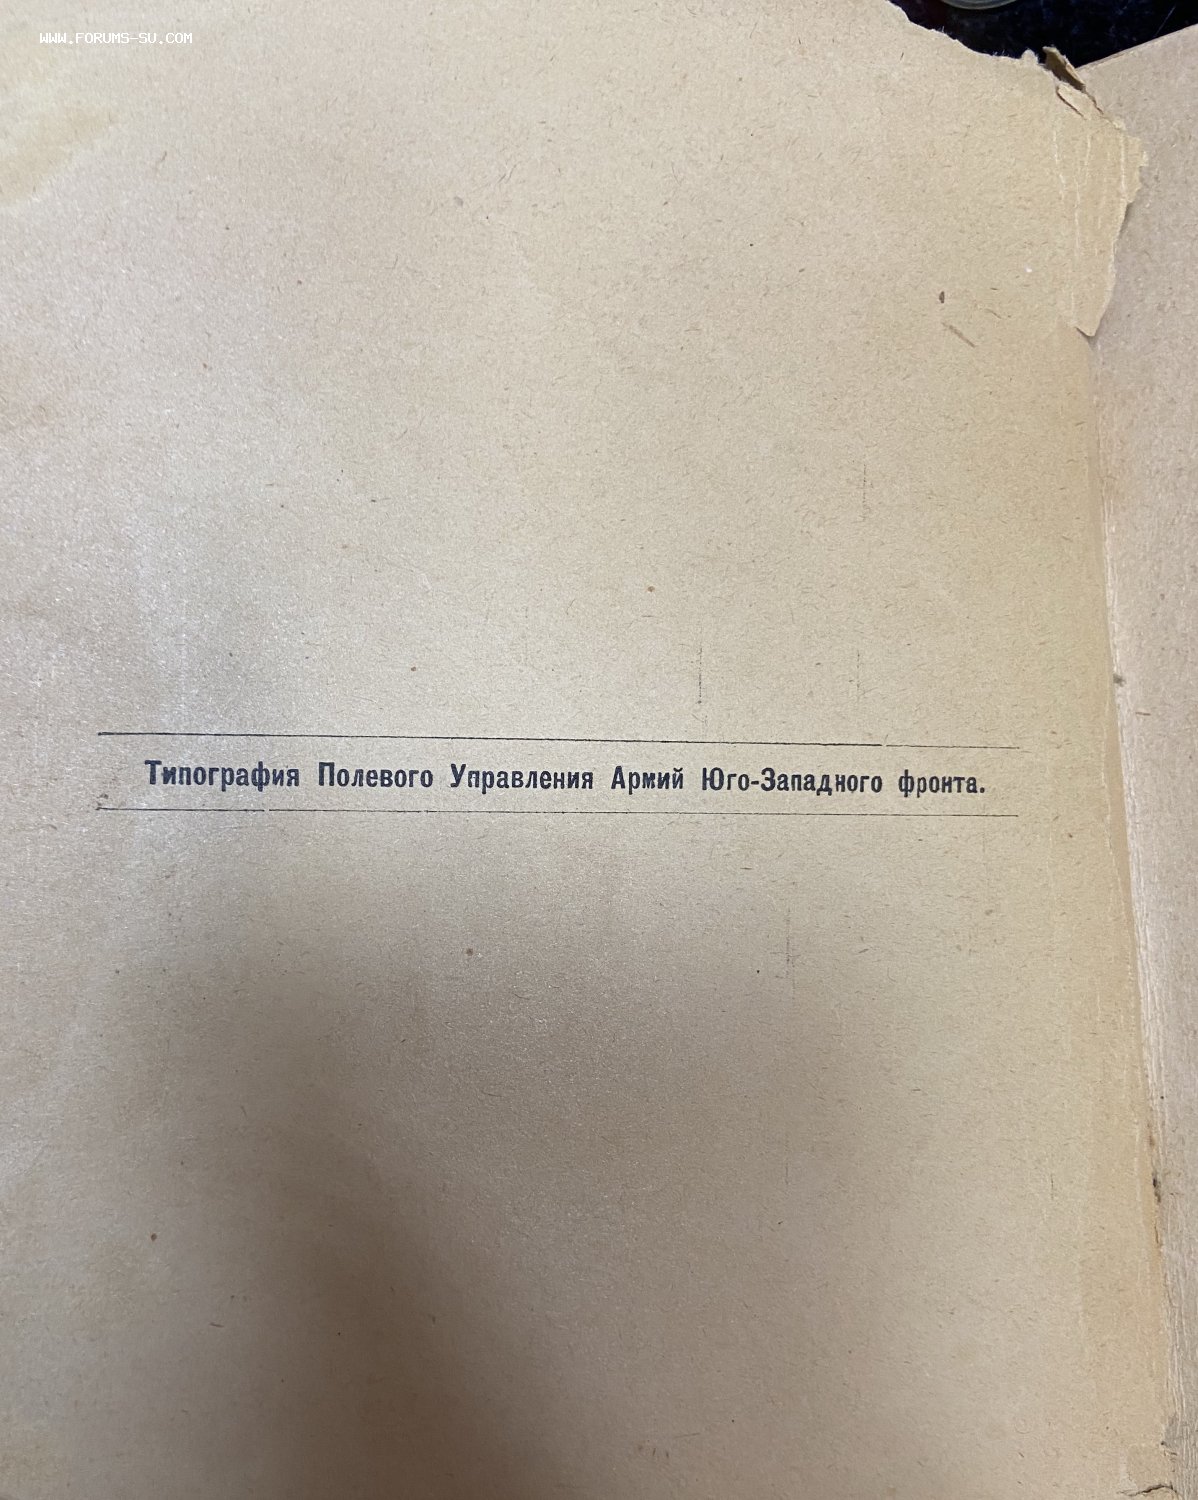 WWW.FORUMS-SU.COM
Типография Полевого Управления Армий Юго-Западного фронта.